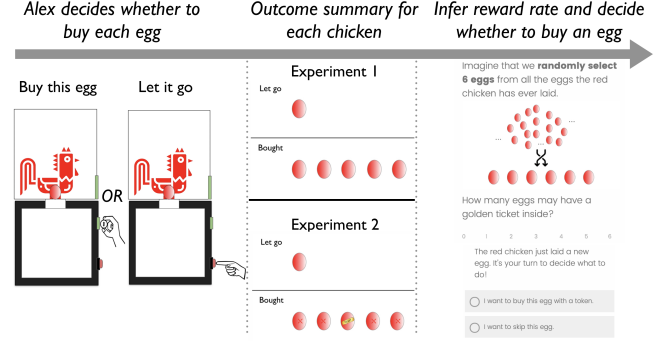 Alex decides whether to
buy each egg
Outcome summary for
each chicken
Infer reward rate and decide
whether to buy an egg
Buy this egg
Let it go
OR
Experiment 1
Let go
Bought
Experiment 2
Let go
Bought
Imagine that we randomly select
6 eggs from all the eggs the red
chicken has ever laid.
...
...
...
How many eggs may have a
golden ticket inside?
0 1 2 3 4 5 6
The red chicken just laid a new
egg. It's your turn to decide what to
do!
I want to buy this egg with a token.
I want to skip this egg.